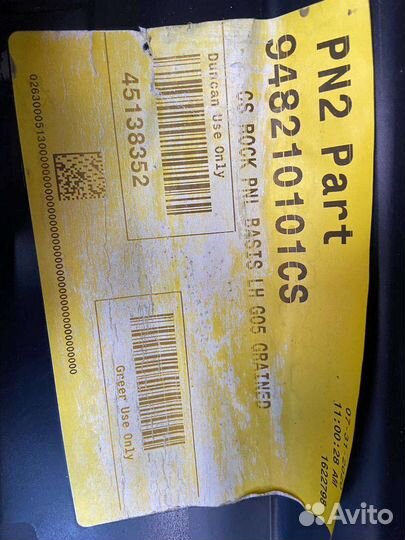 PN2 Part
948210101CS
CS ROCK PNL BASIS LH G05 GRAINED
Duncan Use Only
45138352
Greer Use Only
11:00:28 AM
1622798
Avito